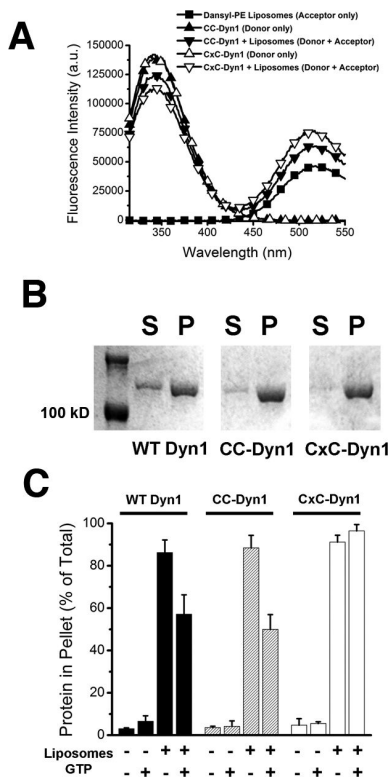 A
Dansyl-PE Liposomes (Acceptor only)
CC-Dyn1 (Donor only)
CC-Dyn1 + Liposomes (Donor + Acceptor)
CxC-Dyn1 (Donor only)
CxC-Dyn1 + Liposomes (Donor + Acceptor)
Fluorescence Intensity (a.u.)
150000
125000
100000
75000
50000
25000
0
350 400 450 500 550
Wavelength (nm)
B
S P S P S P
100 kD
WT Dyn1 CC-Dyn1 CxC-Dyn1
C
WT Dyn1 CC-Dyn1 CxC-Dyn1
Protein in Pellet (% of Total)
100
80
60
40
20
0
Liposomes - - + + - - + + - - + +
GTP - + - + - + - + - + - +